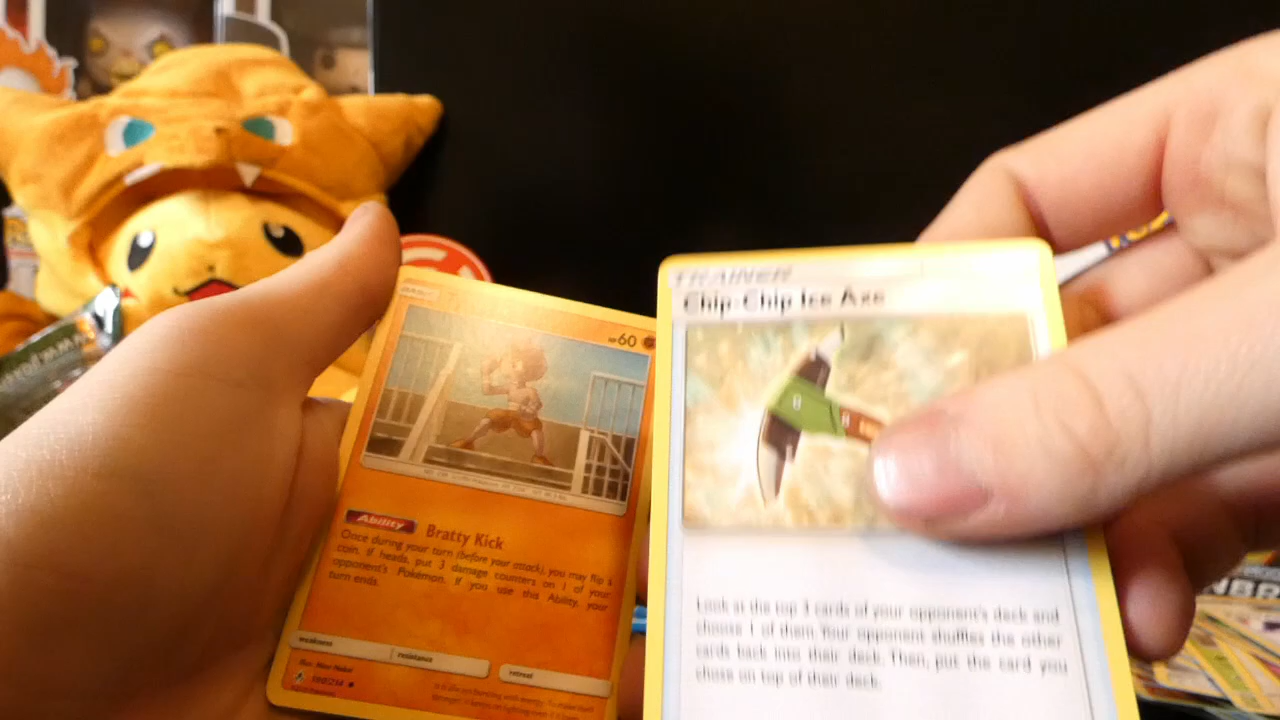 BASIC
HP60
Ability Bratty Kick
Once during your turn (before your attack), you may flip a
coin. If heads, put 3 damage counters on 1 of your
opponent's Pokémon. If you use this Ability, your
turn ends.
weakness
resistance
retreat
TRAINER
Chip-Chip Ice Axe
Look at the top 3 cards of your opponent's deck and
choose 1 of them. Your opponent shuffles the other
cards back into their deck. Then, put the card you
chose on top of their deck.